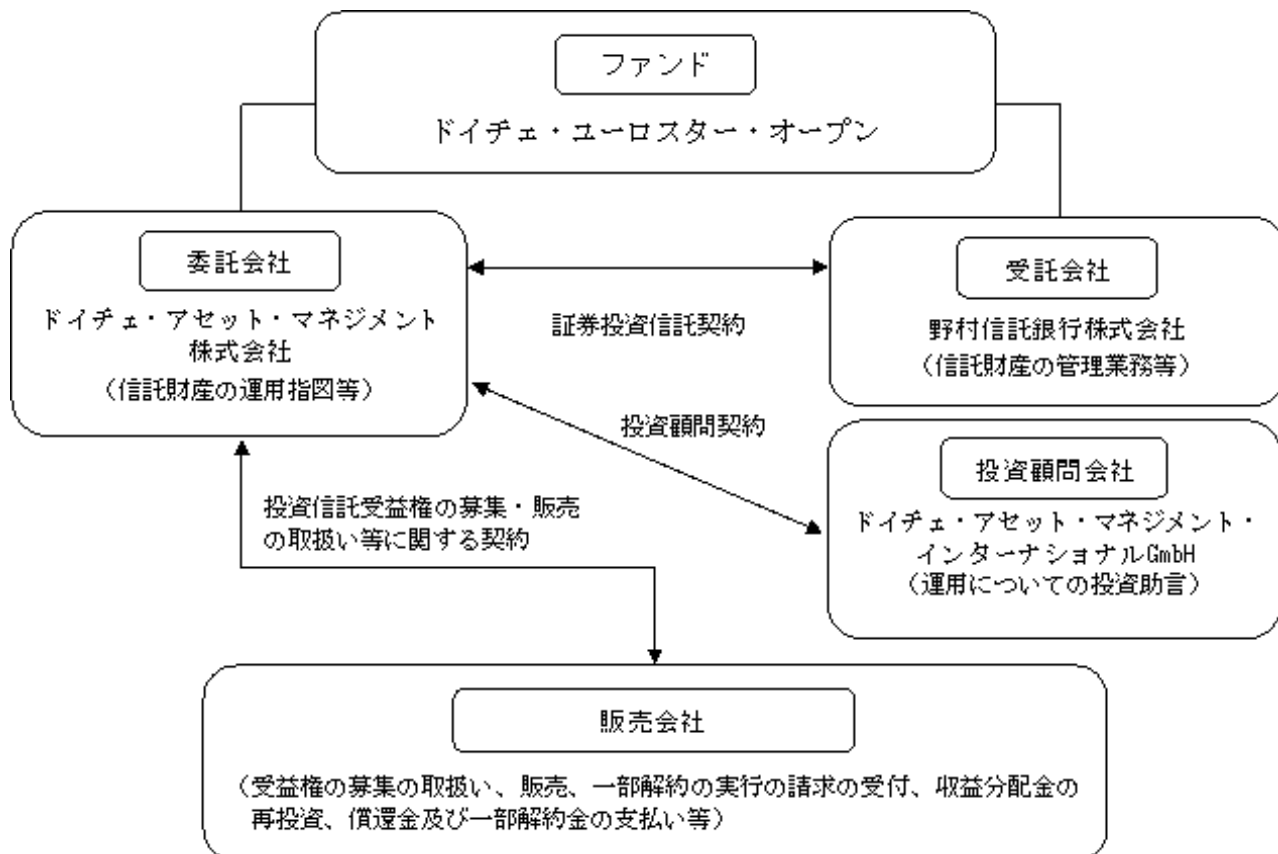 ファンド
ドイチェ・ユーロスター・オープン
委託会社
ドイチェ・アセット・マネジメント
株式会社
（信託財産の運用指図等）
証券投資信託契約
受託会社
野村信託銀行株式会社
（信託財産の管理業務等）
投資顧問契約
投資顧問会社
ドイチェ・アセット・マネジメント・
インターナショナルGmbH
（運用についての投資助言）
投資信託受益権の募集・販売
の取扱い等に関する契約
販売会社
（受益権の募集の取扱い、販売、一部解約の実行の請求の受付、収益分配金の
再投資、償還金及び一部解約金の支払い等）